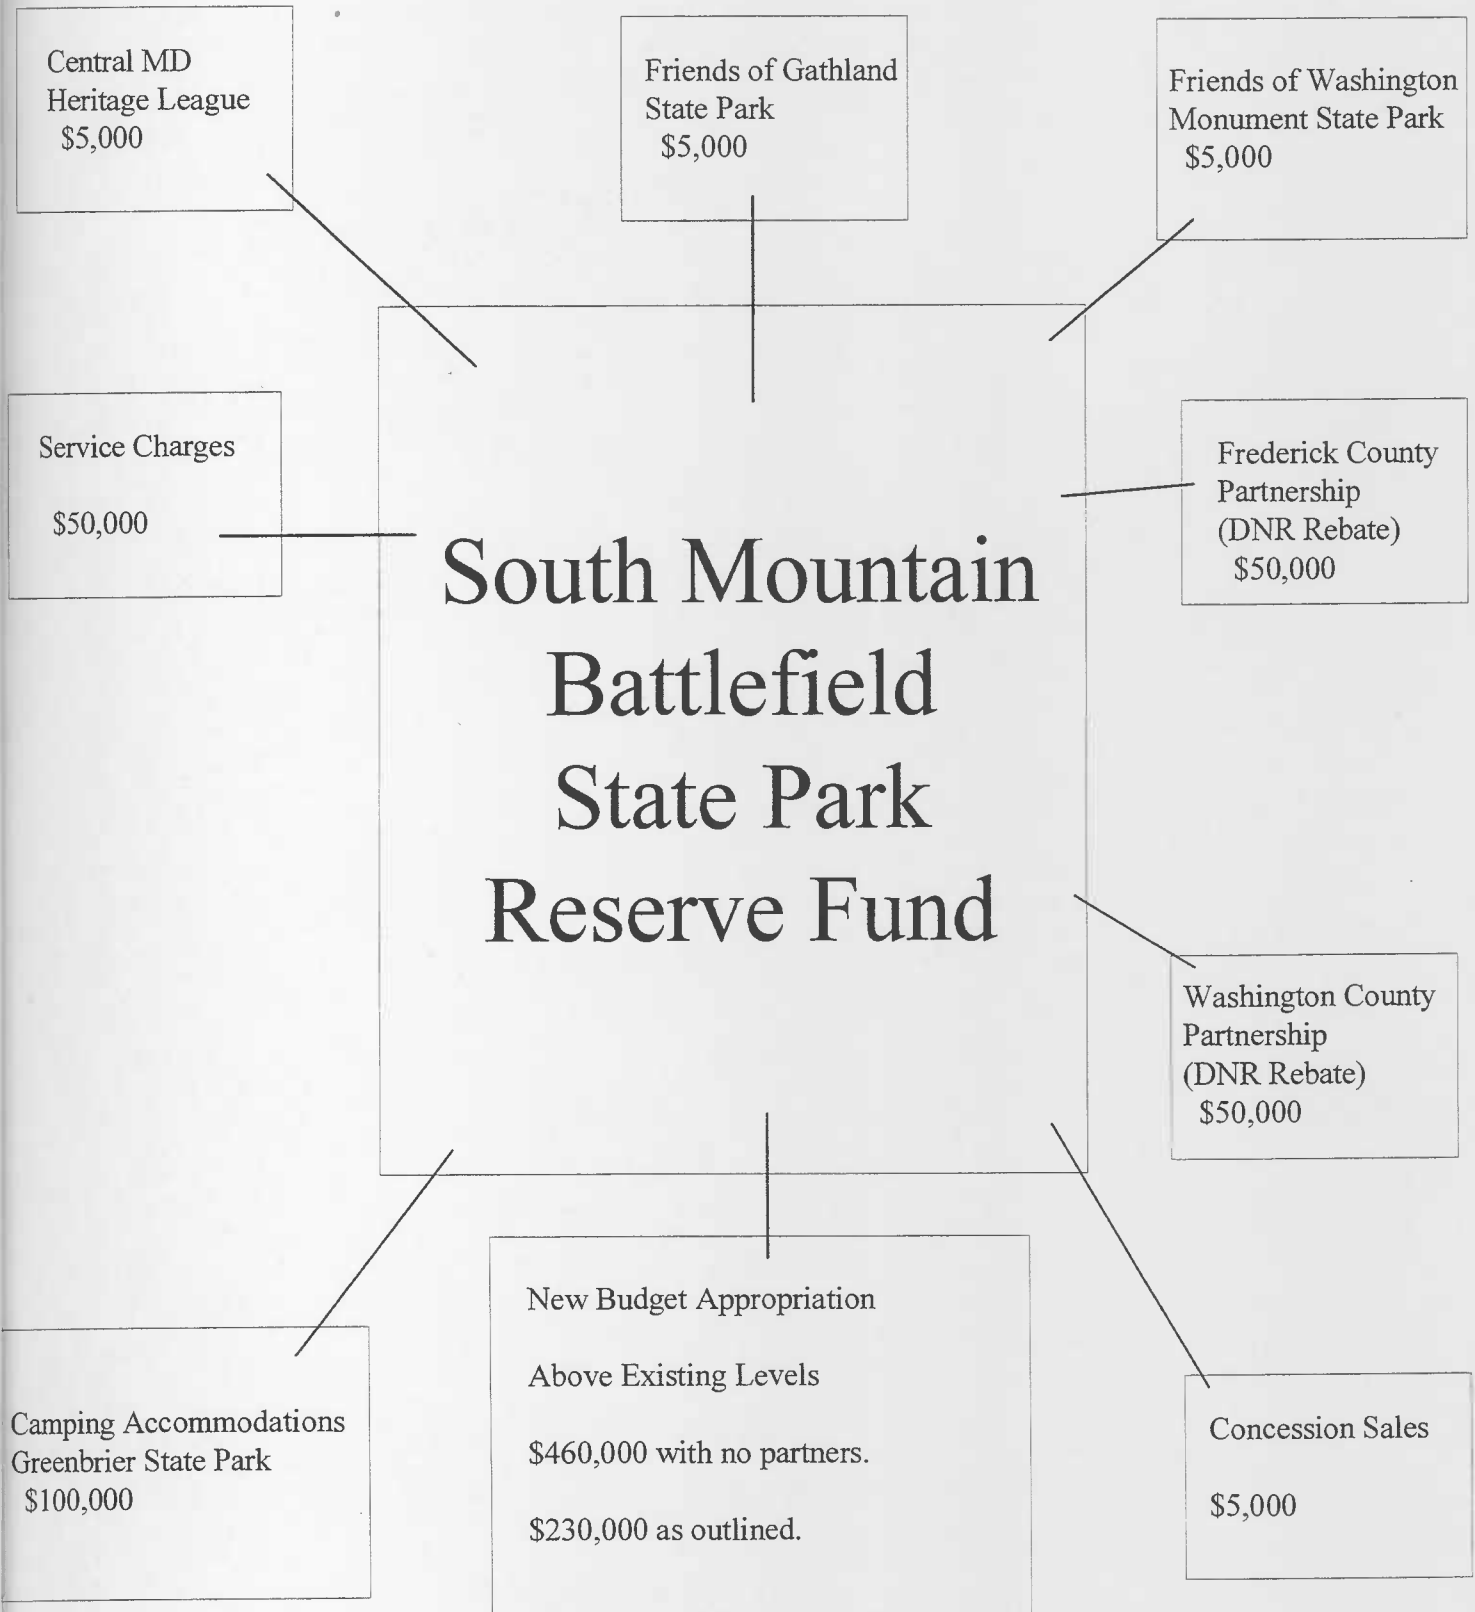 Central MD
Heritage League
$5,000
Friends of Gathland
State Park
$5,000
Friends of Washington
Monument State Park
$5,000
Service Charges
$50,000
Frederick County
Partnership
(DNR Rebate)
$50,000
South Mountain
Battlefield
State Park
Reserve Fund
Washington County
Partnership
(DNR Rebate)
$50,000
Camping Accommodations
Greenbrier State Park
$100,000
New Budget Appropriation
Above Existing Levels
$460,000 with no partners.
$230,000 as outlined.
Concession Sales
$5,000